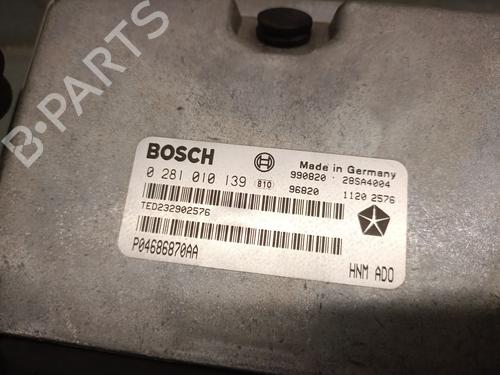 B-PARTS
BOSCH
Made in Germany
0 281 010 139 810 990820 · 28SA4004
96820 1120 2576
TED232902576
P04686870AA
HNM ADO